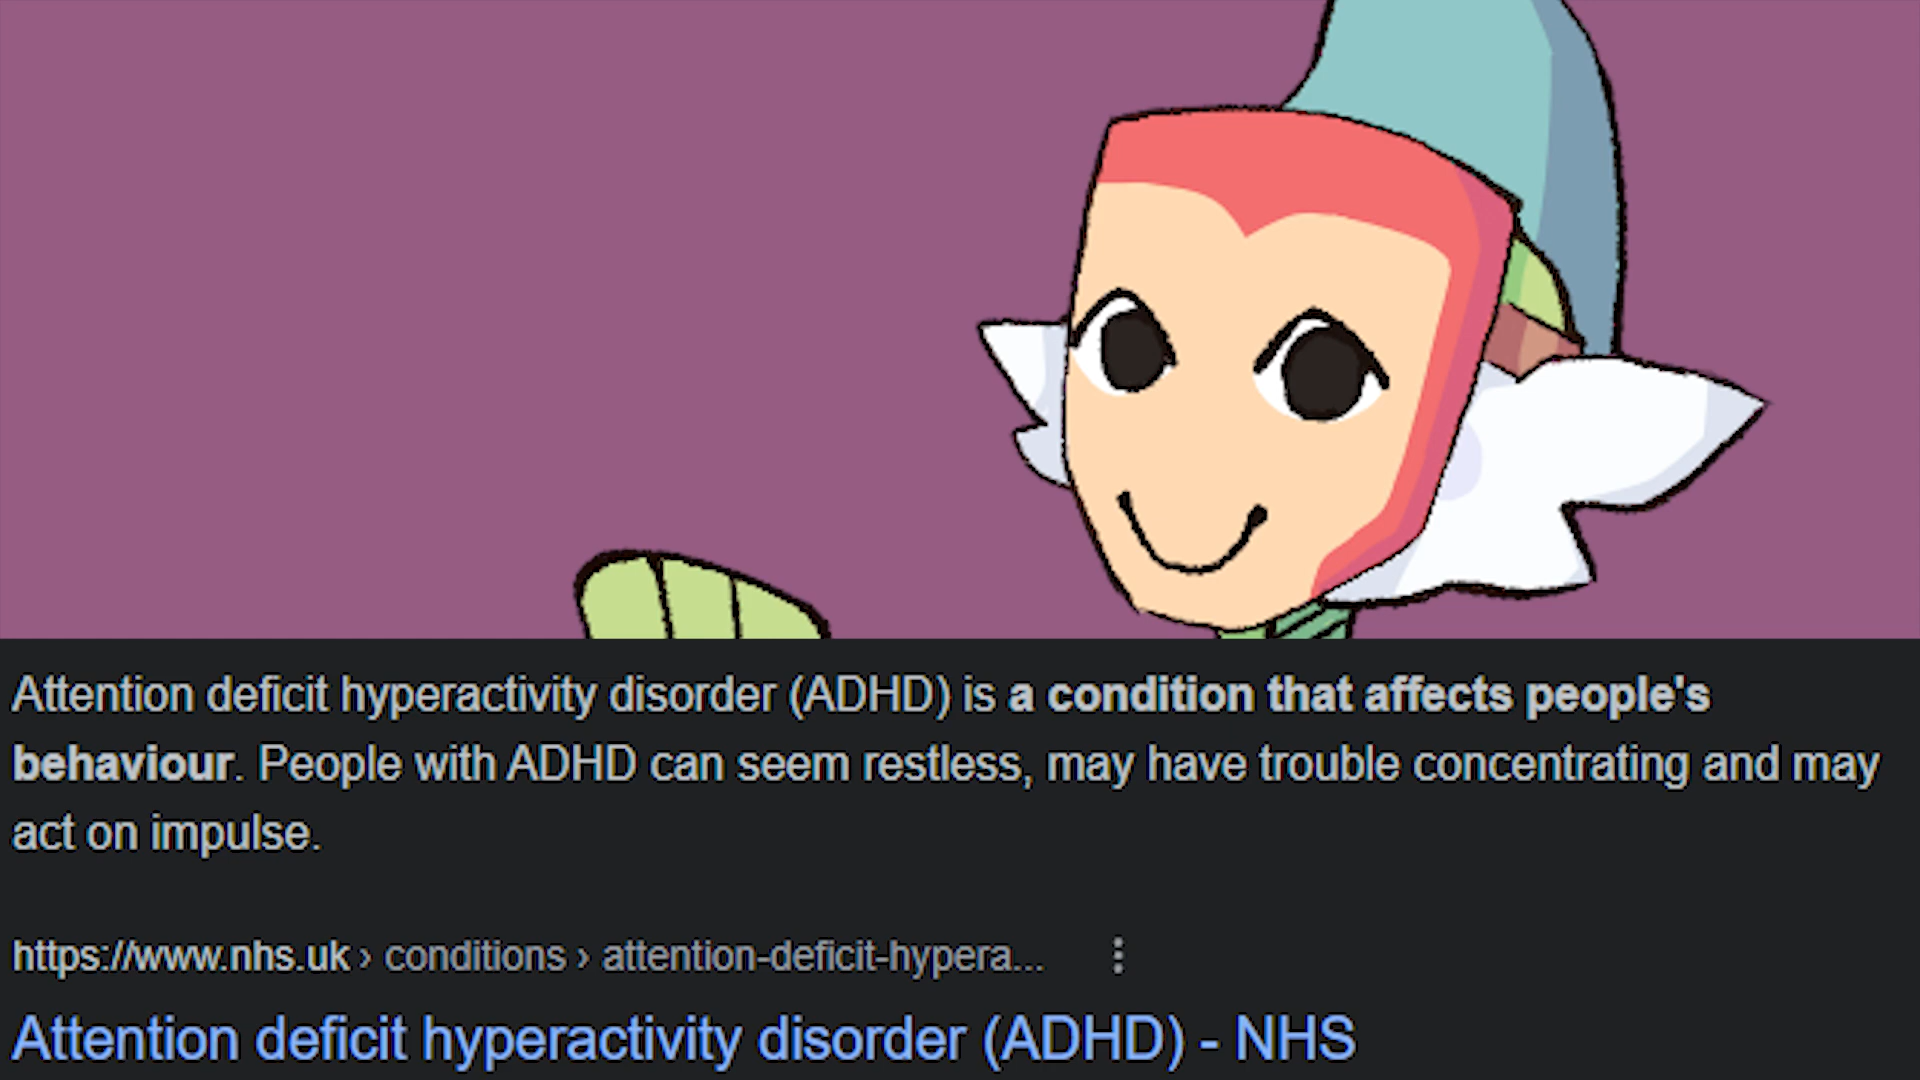 Attention deficit hyperactivity disorder (ADHD) is a condition that affects people's
behaviour. People with ADHD can seem restless, may have trouble concentrating and may
act on impulse.
https://www.nhs.uk › conditions › attention-deficit-hypera...
Attention deficit hyperactivity disorder (ADHD) - NHS